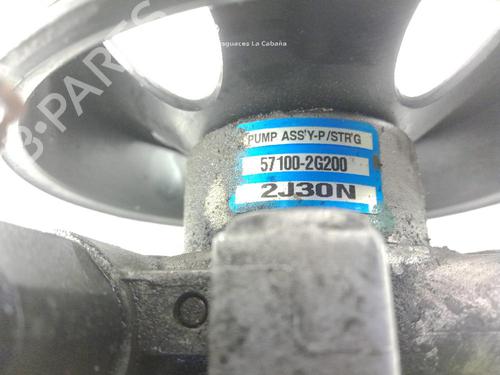 Desguaces La Cabaña
B-PARTS
PUMP ASS'Y-P/STR'G
57100-2G200
2J30N